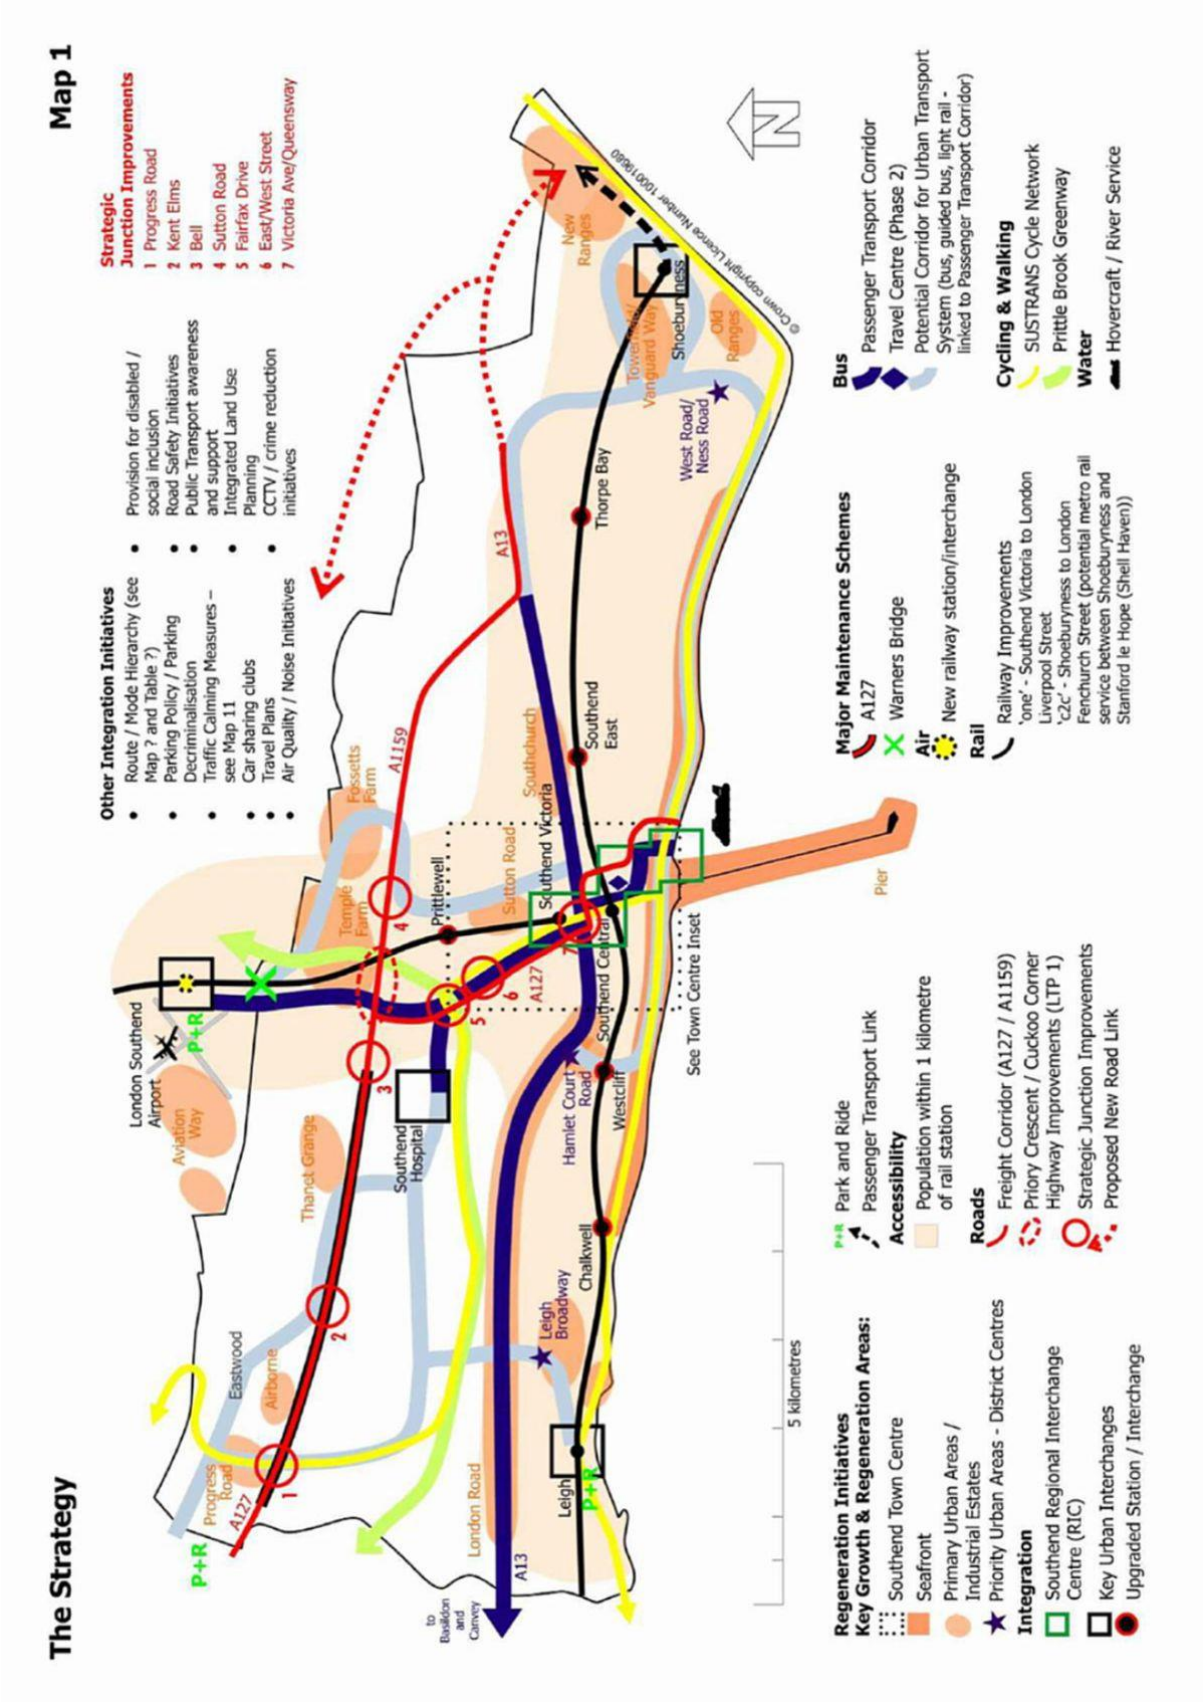 The Strategy
Map 1
Other Integration Initiatives
• Route / Mode Hierarchy (see
Map ? and Table ?)
• Parking Policy / Parking
Decriminalisation
• Traffic Calming Measures –
see Map 11
• Car sharing clubs
• Travel Plans
• Air Quality / Noise Initiatives
• Provision for disabled /
social inclusion
• Road Safety Initiatives
• Public Transport awareness
and support
• Integrated Land Use
Planning
• CCTV / crime reduction
initiatives
Strategic
Junction Improvements
1 Progress Road
2 Kent Elms
3 Bell
4 Sutton Road
5 Fairfax Drive
6 East/West Street
7 Victoria Ave/Queensway
P+R
A127
Progress
Road
1
Eastwood
Airborne
2
Thanet Grange
Aviation
Way
London Southend
Airport
P+R
3
Southend
Hospital
Temple
Farm
4
Fossetts
Farm
A1159
Prittlewell
5
6
A127
7
Sutton Road
Southend Victoria
Southchurch
A13
to
Basildon
and
Canvey
A13
London Road
Leigh
P+R
Leigh
Broadway
Chalkwell
Hamlet Court
Road
Westcliff
Southend Central
See Town Centre Inset
Pier
Southend
East
Thorpe Bay
West Road/
Ness Road
Vanguard Way
Shoeburyness
Old
Ranges
New
Ranges
© Crown copyright Licence Number 100019680
N
5 kilometres
Regeneration Initiatives
Key Growth & Regeneration Areas:
Southend Town Centre
Seafront
Primary Urban Areas /
Industrial Estates
Priority Urban Areas - District Centres
Integration
Southend Regional Interchange
Centre (RIC)
Key Urban Interchanges
Upgraded Station / Interchange
P+R Park and Ride
Passenger Transport Link
Accessibility
Population within 1 kilometre
of rail station
Roads
Freight Corridor (A127 / A1159)
Priory Crescent / Cuckoo Corner
Highway Improvements (LTP 1)
Strategic Junction Improvements
Proposed New Road Link
Major Maintenance Schemes
A127
Warners Bridge
Air
New railway station/interchange
Rail
Railway Improvements
'one' - Southend Victoria to London
Liverpool Street
'c2c' - Shoeburyness to London
Fenchurch Street (potential metro rail
service between Shoeburyness and
Stanford le Hope (Shell Haven))
Bus
Passenger Transport Corridor
Travel Centre (Phase 2)
Potential Corridor for Urban Transport
System (bus, guided bus, light rail -
linked to Passenger Transport Corridor)
Cycling & Walking
SUSTRANS Cycle Network
Prittle Brook Greenway
Water
Hovercraft / River Service